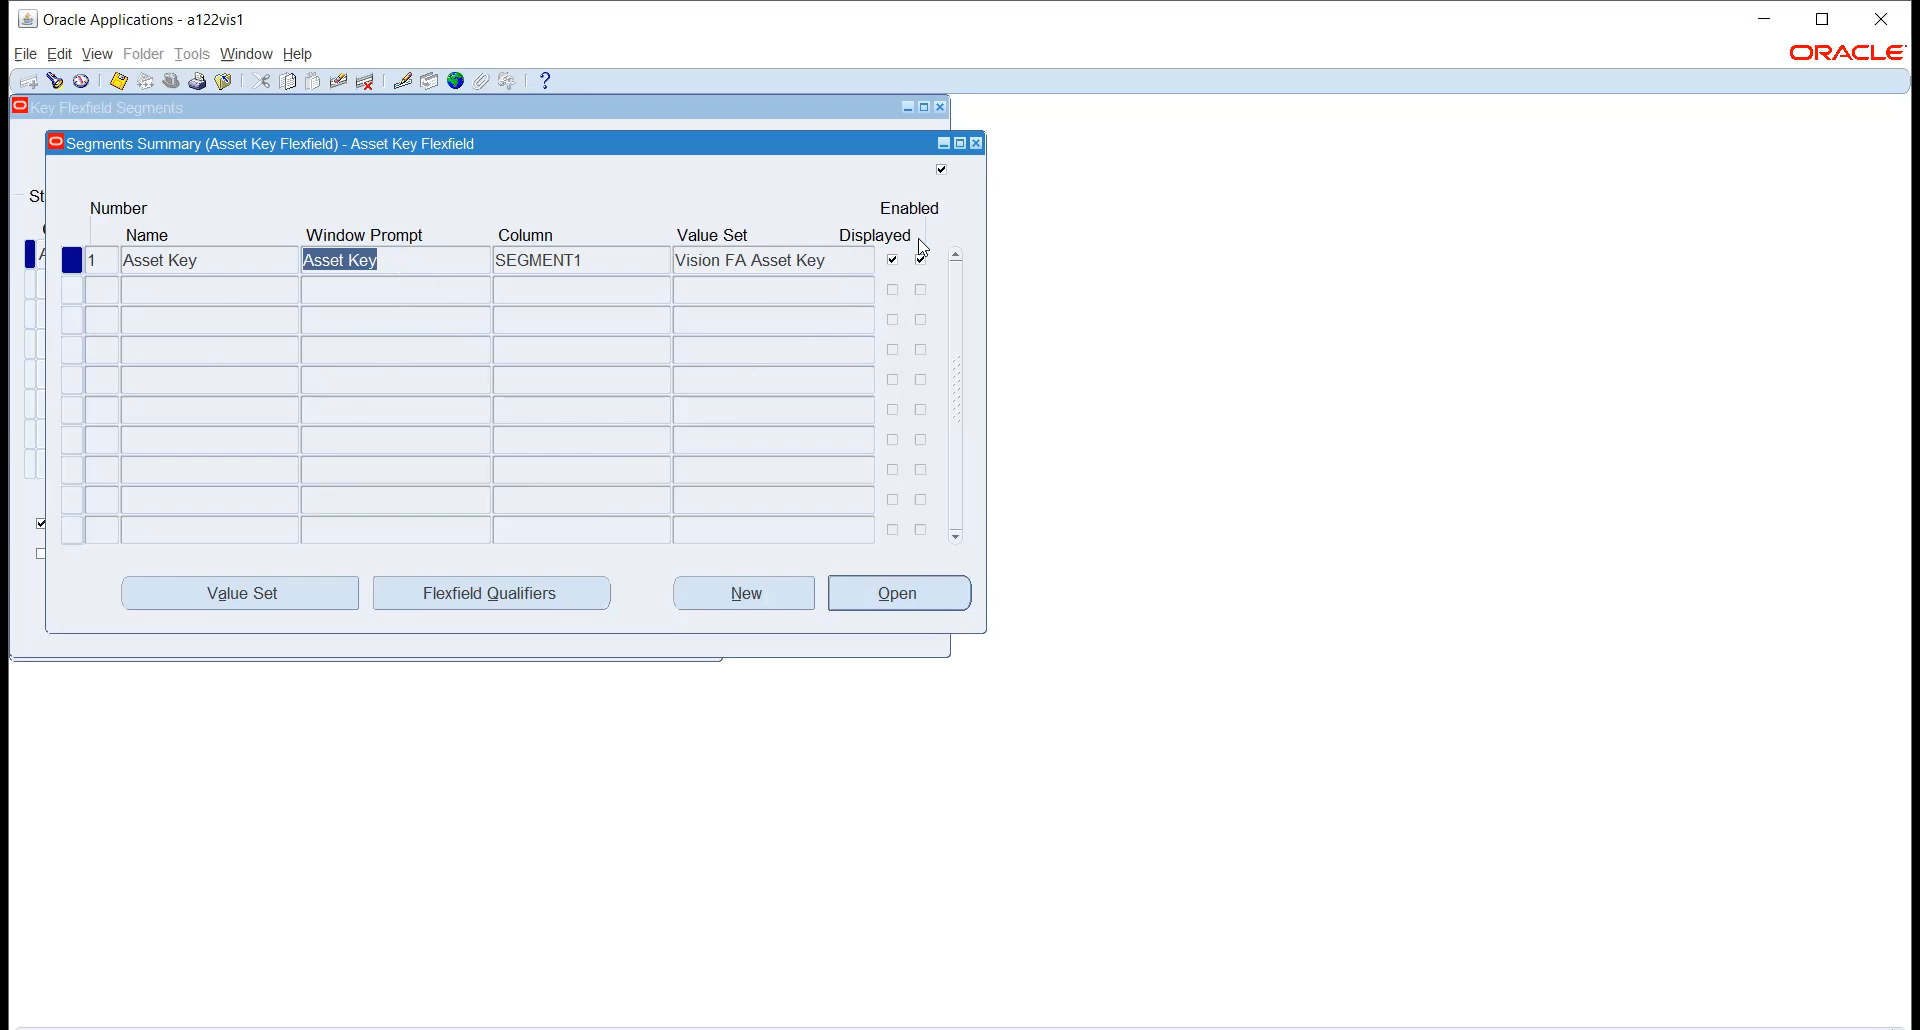 Oracle Applications - a122vis1
File Edit View Folder Tools Window Help
ORACLE
Key Flexfield Segments
Segments Summary (Asset Key Flexfield) - Asset Key Flexfield
St
Number Enabled
Name Window Prompt Column Value Set Displayed
1 Asset Key Asset Key SEGMENT1 Vision FA Asset Key
Value Set Flexfield Qualifiers New Open